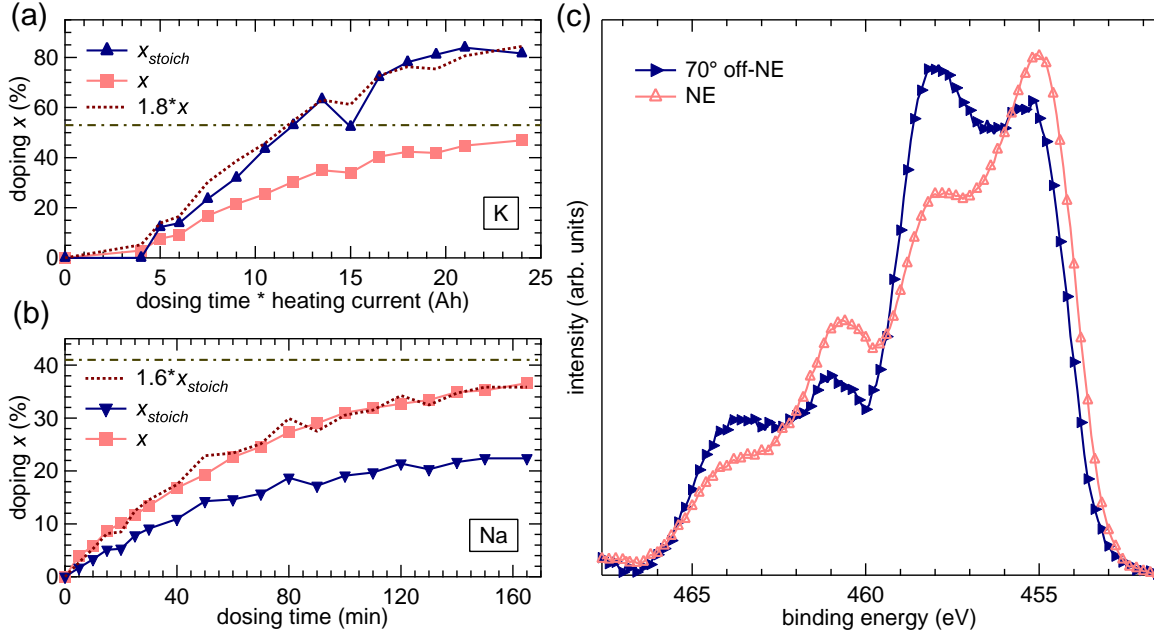 (a)
80
60
40
20
0
doping x (%)
x_stoich
x
1.8*x
K
0 5 10 15 20 25
dosing time * heating current (Ah)
(b)
40
30
20
10
0
doping x (%)
1.6*x_stoich
x_stoich
x
Na
0 40 80 120 160
dosing time (min)
(c)
intensity (arb. units)
70° off-NE
NE
465 460 455
binding energy (eV)